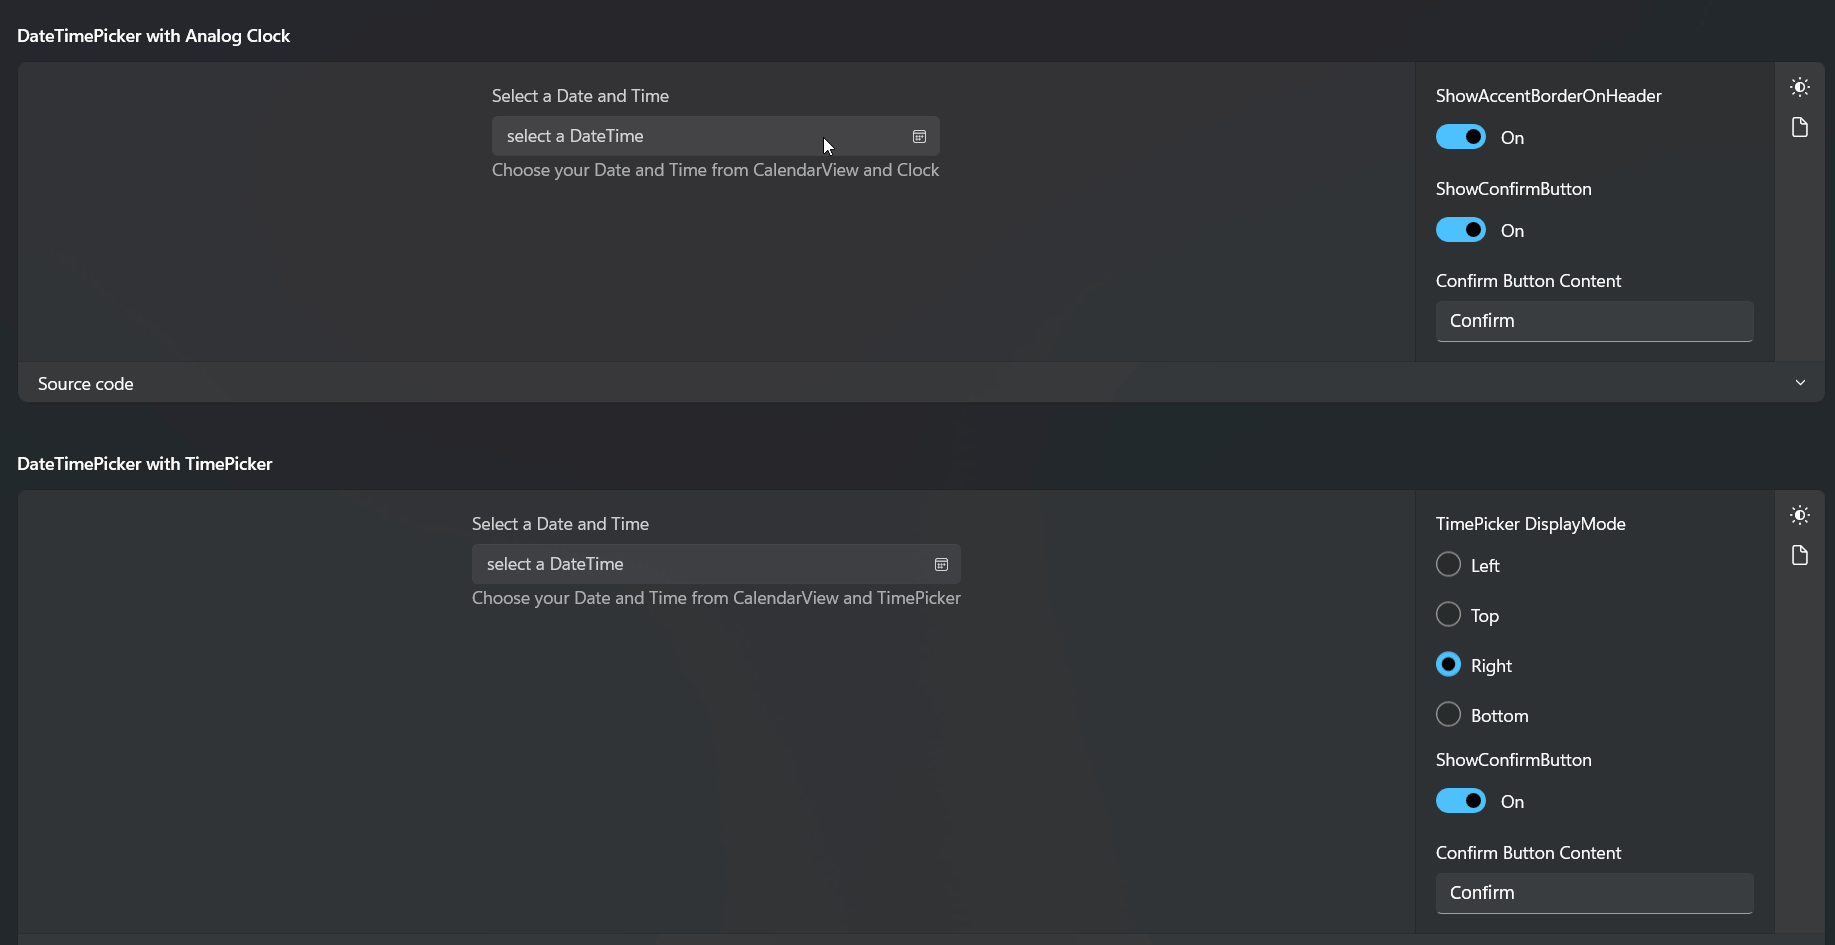 DateTimePicker with Analog Clock
Select a Date and Time
select a DateTime
Choose your Date and Time from CalendarView and Clock
ShowAccentBorderOnHeader
On
ShowConfirmButton
On
Confirm Button Content
Confirm
Source code
DateTimePicker with TimePicker
Select a Date and Time
select a DateTime
Choose your Date and Time from CalendarView and TimePicker
TimePicker DisplayMode
Left
Top
Right
Bottom
ShowConfirmButton
On
Confirm Button Content
Confirm